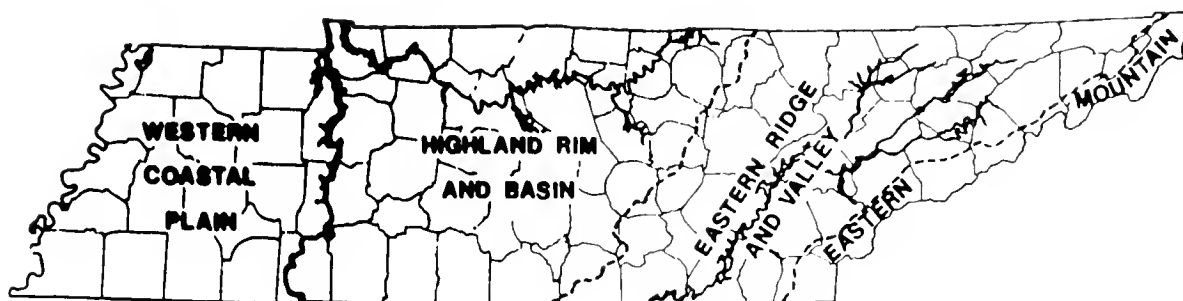 WESTERN
COASTAL
PLAIN
HIGHLAND RIM
AND BASIN
EASTERN RIDGE
AND VALLEY
EASTERN
MOUNTAIN